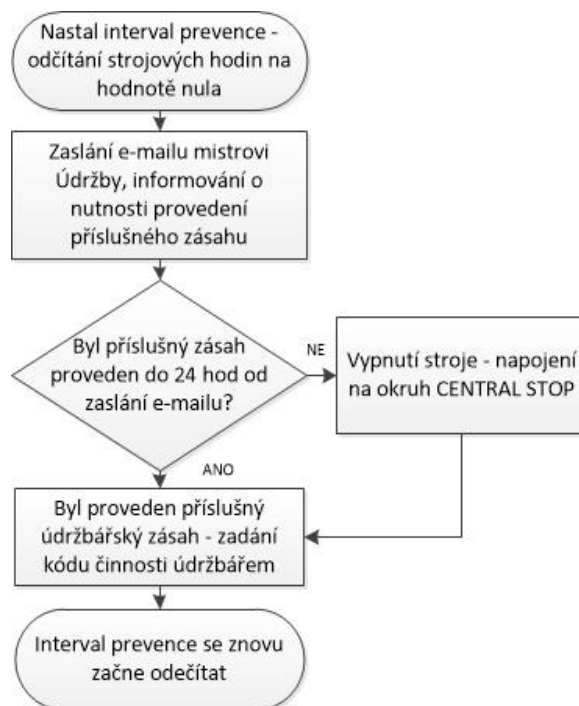 Nastal interval prevence -
odčítání strojových hodin na
hodnotě nula
Zaslání e-mailu mistrovi
Údržby, informování o
nutnosti provedení
příslušného zásahu
Byl příslušný zásah
proveden do 24 hod od
zaslání e-mailu?
NE
Vypnutí stroje - napojení
na okruh CENTRAL STOP
ANO
Byl proveden příslušný
údržbářský zásah - zadání
kódu činnosti údržbářem
Interval prevence se znovu
začne odečítat